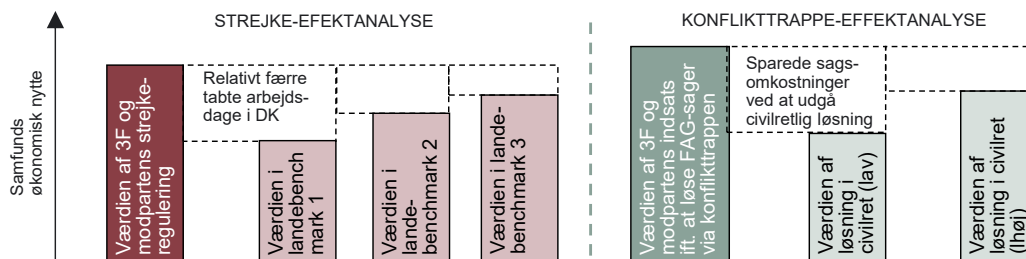 STREJKE-EFEKTANALYSE
Samfunds
økonomisk nytte
Værdien af 3F og
modpartens strejke-
regulering
Relativt færre
tabte arbejds-
dage i DK
Værdien i
landebench
mark 1
Værdien i
lande-
benchmark 2
Værdien i lande-
benchmark 3
KONFLIKTTRAPPE-EFFEKTANALYSE
Værdien af 3F og
modpartens indsats
ift. at løse FAG-sager
via konflikttrappen
Sparede sags-
omkostninger
ved at udgå
civilretlig løsning
Værdien af
løsning i
civilret (lav)
Værdien af
løsning i civilret
(lhøj)